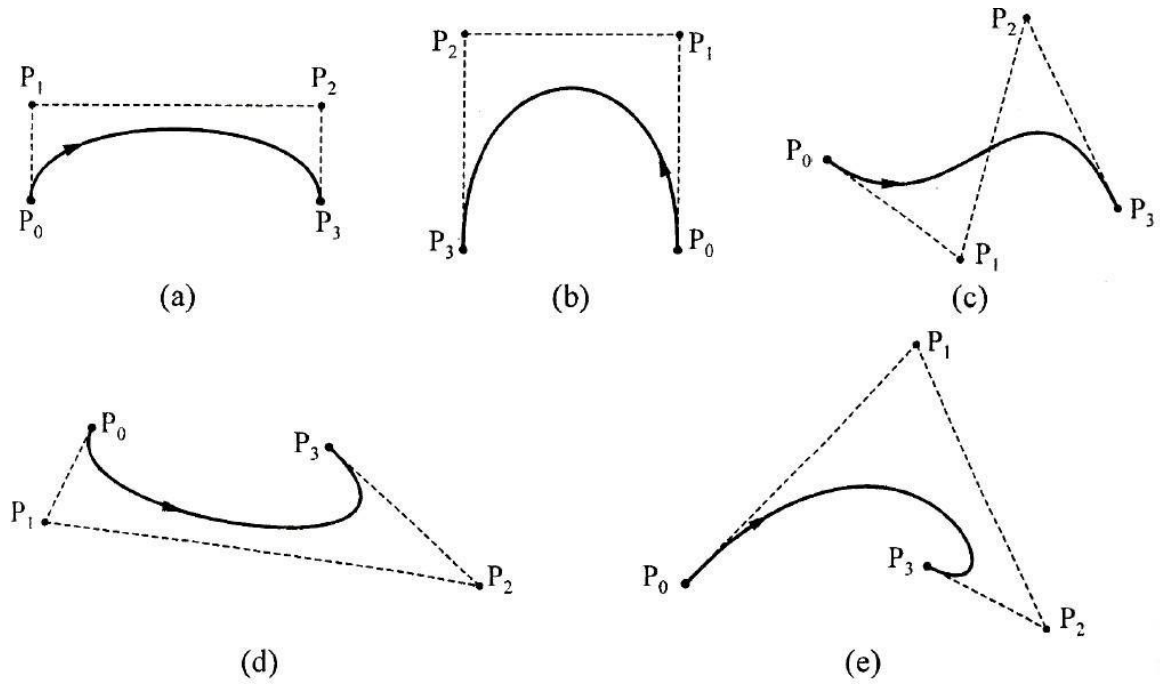 P₁ P₂
P₀ P₃
(a)
P₂ P₁
P₃ P₀
(b)
P₂
P₀
P₃
P₁
(c)
P₀
P₃
P₁
P₂
(d)
P₁
P₀
P₃
P₂
(e)